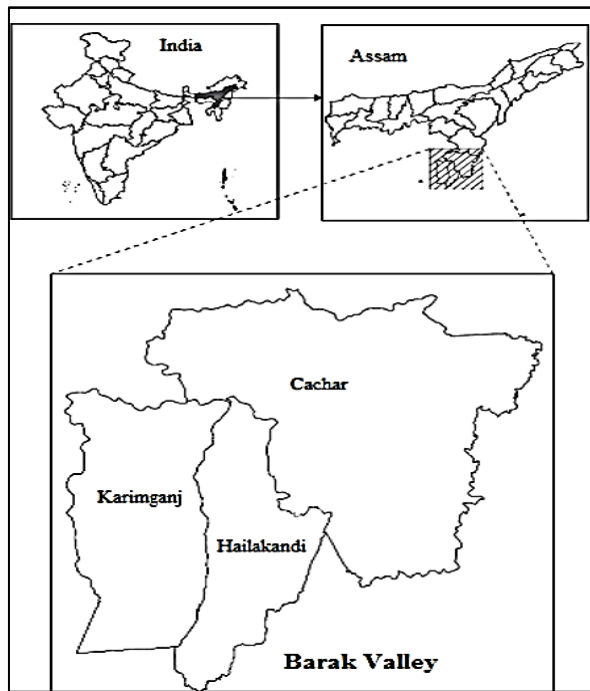 India
Assam
Cachar
Karimganj
Hailakandi
Barak Valley